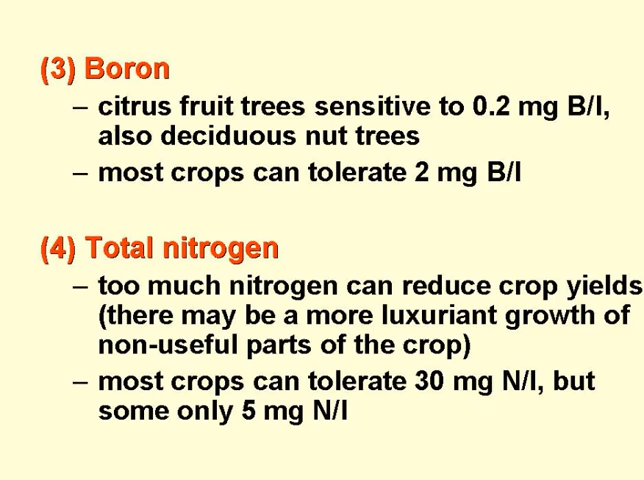 (3) Boron
– citrus fruit trees sensitive to 0.2 mg B/l,
also deciduous nut trees
– most crops can tolerate 2 mg B/l
(4) Total nitrogen
– too much nitrogen can reduce crop yields
(there may be a more luxuriant growth of
non-useful parts of the crop)
– most crops can tolerate 30 mg N/l, but
some only 5 mg N/l